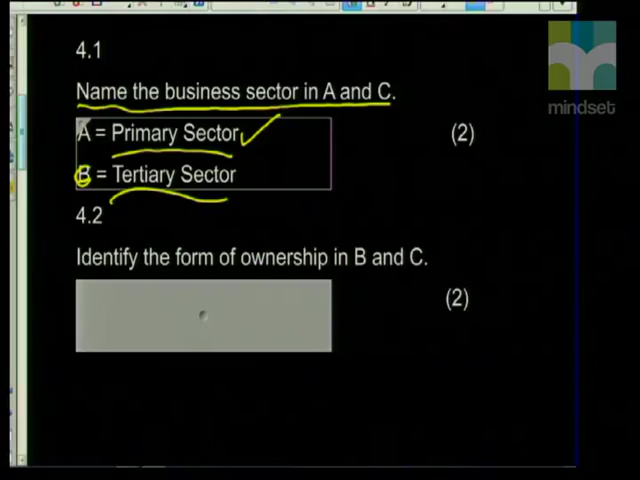 4.1
Name the business sector in A and C.
A = Primary Sector
(2)
B = Tertiary Sector
4.2
Identify the form of ownership in B and C.
(2)
mindset